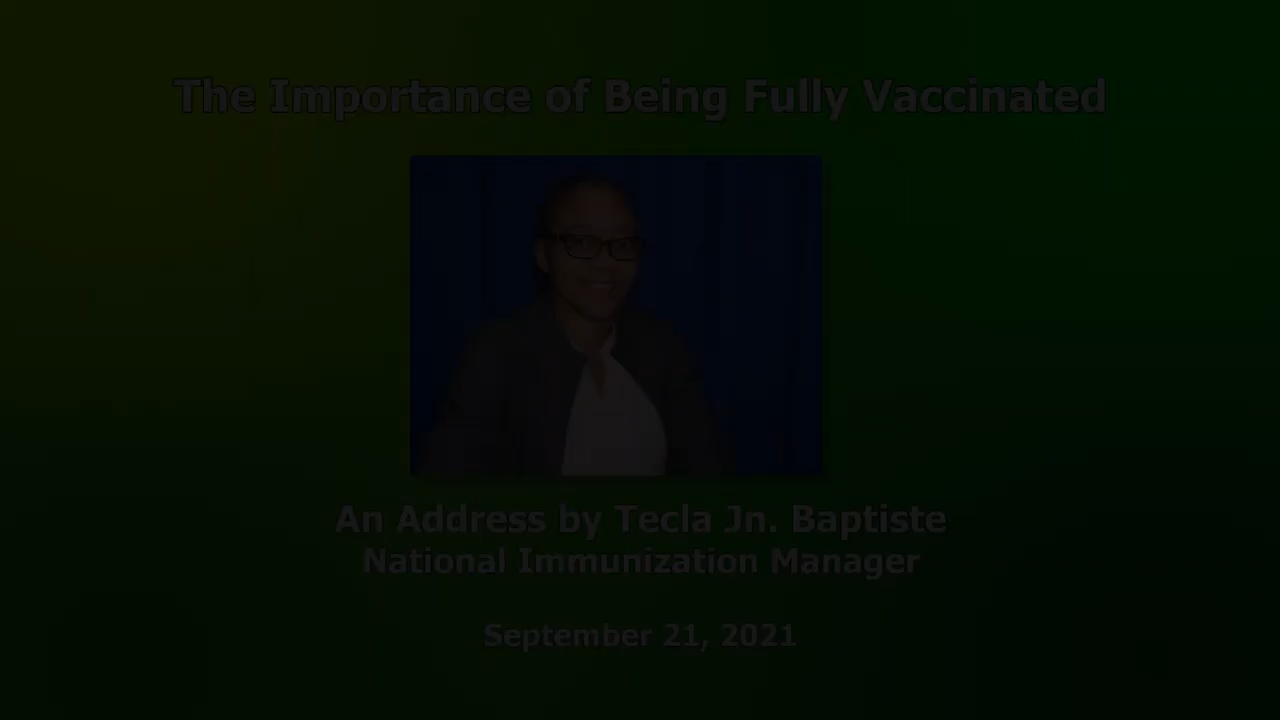 The Importance of Being Fully Vaccinated
An Address by Tecla Jn. Baptiste
National Immunization Manager
September 21, 2021